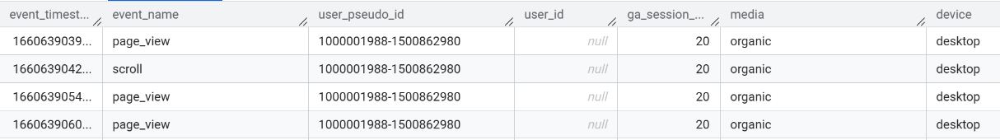 event_timest... event_name user_pseudo_id user_id ga_session_... media device
1660639039... page_view 1000001988-1500862980 null 20 organic desktop
1660639042... scroll 1000001988-1500862980 null 20 organic desktop
1660639054... page_view 1000001988-1500862980 null 20 organic desktop
1660639060... page_view 1000001988-1500862980 null 20 organic desktop